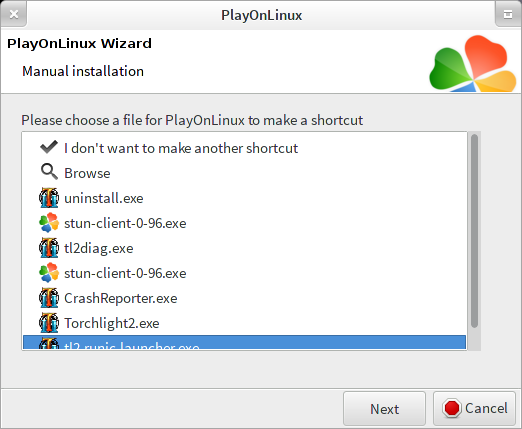 PlayOnLinux
PlayOnLinux Wizard
Manual installation
Please choose a file for PlayOnLinux to make a shortcut
I don't want to make another shortcut
Browse
uninstall.exe
stun-client-0-96.exe
tl2diag.exe
stun-client-0-96.exe
CrashReporter.exe
Torchlight2.exe
tl2.runic.launcher.exe
Next
Cancel